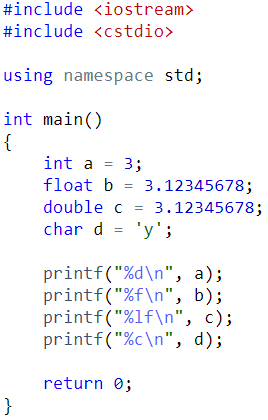 #include <iostream>
#include <cstdio>
using namespace std;
int main()
{
int a = 3;
float b = 3.12345678;
double c = 3.12345678;
char d = 'y';
printf("%d\n", a);
printf("%f\n", b);
printf("%lf\n", c);
printf("%c\n", d);
return 0;
}